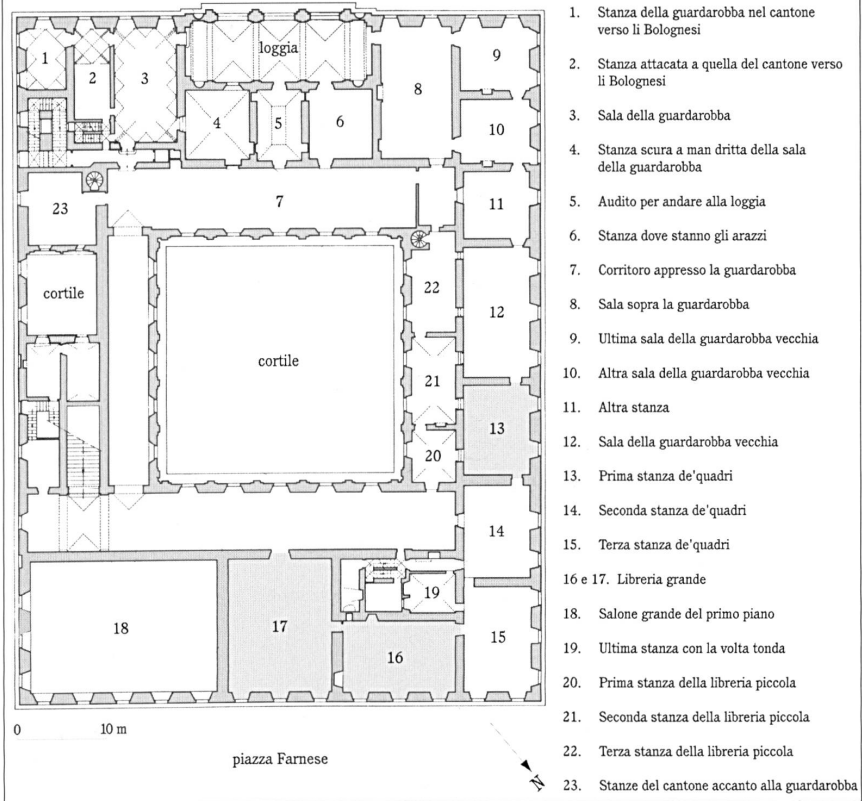 1
2
3
loggia
4
5
6
8
9
10
11
23
7
cortile
22
12
cortile
21
20
13
14
19
18
17
16
15
0 10 m
piazza Farnese
N
1. Stanza della guardarobba nel cantone
verso li Bolognesi
2. Stanza attacata a quella del cantone verso
li Bolognesi
3. Sala della guardarobba
4. Stanza scura a man dritta della sala
della guardarobba
5. Audito per andare alla loggia
6. Stanza dove stanno gli arazzi
7. Corritoro appresso la guardarobba
8. Sala sopra la guardarobba
9. Ultima sala della guardarobba vecchia
10. Altra sala della guardarobba vecchia
11. Altra stanza
12. Sala della guardarobba vecchia
13. Prima stanza de'quadri
14. Seconda stanza de'quadri
15. Terza stanza de'quadri
16 e 17. Libreria grande
18. Salone grande del primo piano
19. Ultima stanza con la volta tonda
20. Prima stanza della libreria piccola
21. Seconda stanza della libreria piccola
22. Terza stanza della libreria piccola
23. Stanze del cantone accanto alla guardarobba